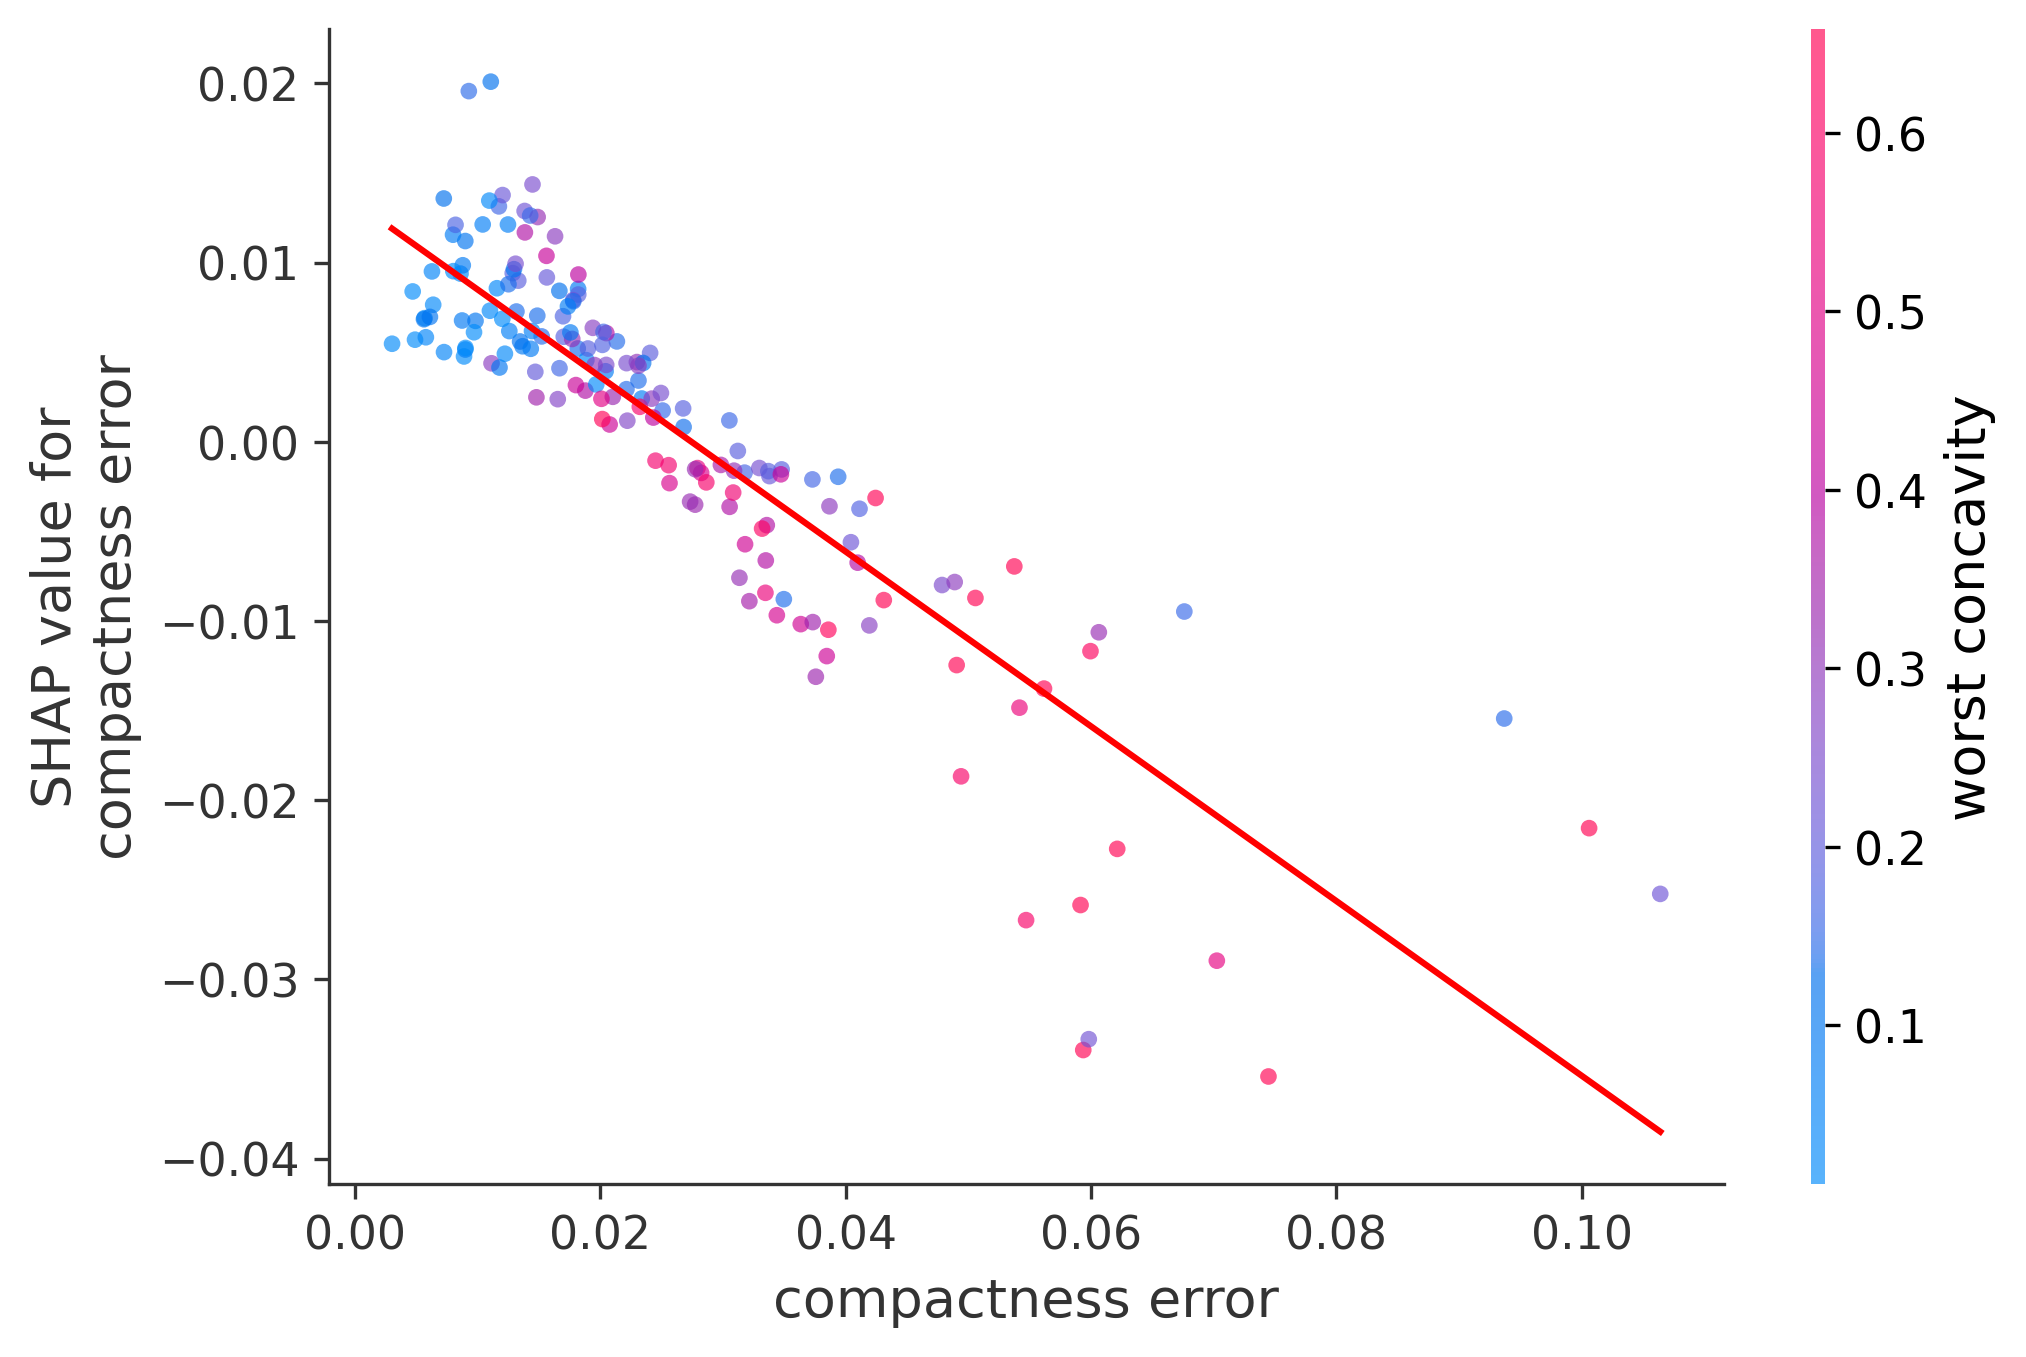 SHAP value for
compactness error
0.02
0.01
0.00
−0.01
−0.02
−0.03
−0.04
0.00 0.02 0.04 0.06 0.08 0.10
compactness error
0.6
0.5
0.4
0.3
0.2
0.1
worst concavity